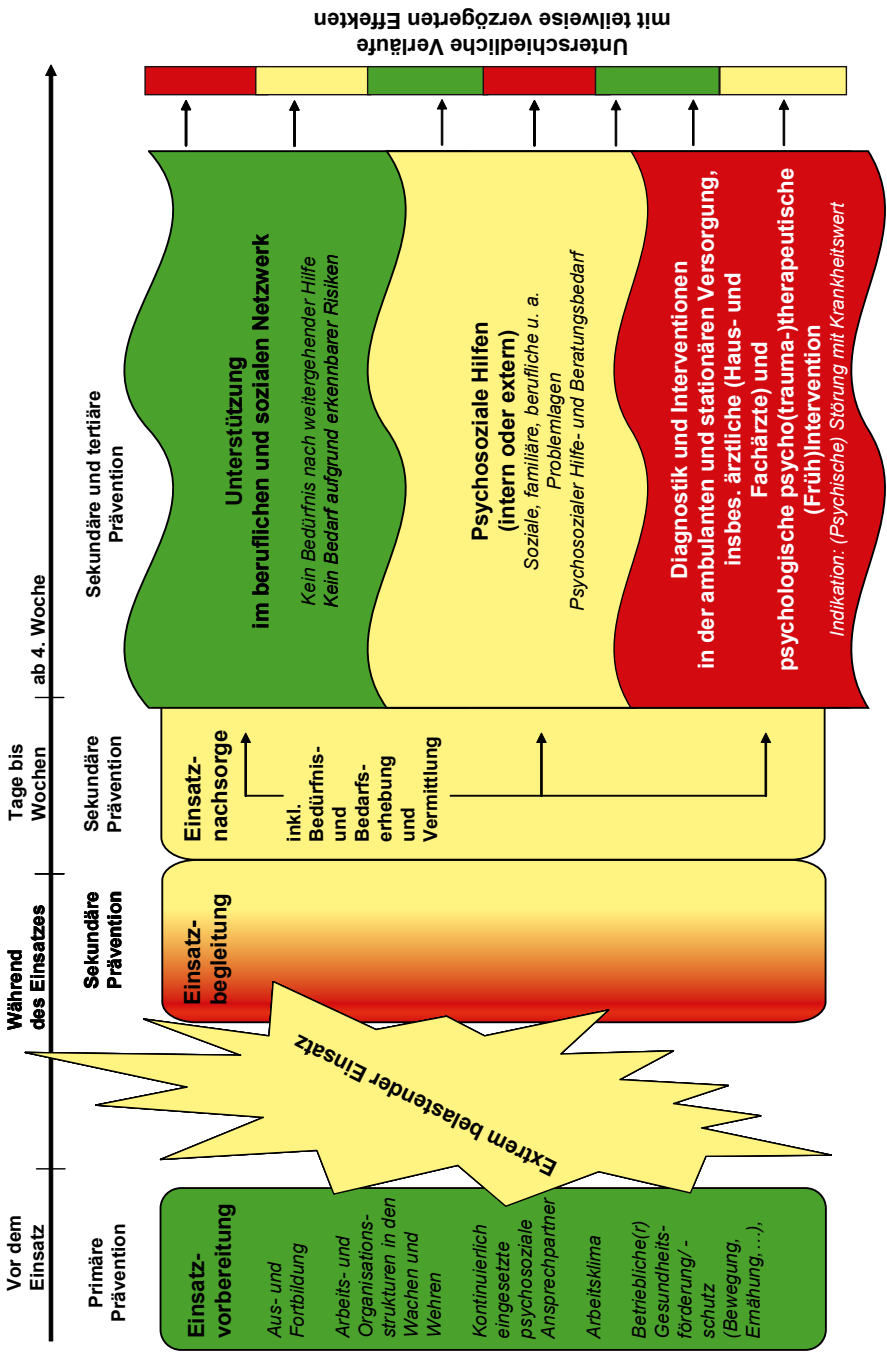 Vor dem
Einsatz
Während
des Einsatzes
Tage bis
Wochen
ab 4. Woche
Primäre
Prävention
Sekundäre
Prävention
Sekundäre
Prävention
Sekundäre und tertiäre
Prävention
Einsatz-
vorbereitung
Aus- und
Fortbildung
Arbeits- und
Organisations-
strukturen in den
Wachen und
Wehren
Kontinuierlich
eingesetzte
psychosoziale
Ansprechpartner
Arbeitsklima
Betriebliche(r)
Gesundheits-
förderung/ -
schutz
(Bewegung,
Ernähung,…),
Extrem belastender Einsatz
Einsatz-
begleitung
Einsatz-
nachsorge
inkl.
Bedürfnis-
und
Bedarfs-
erhebung
und
Vermittlung
Unterstützung
im beruflichen und sozialen Netzwerk
Kein Bedürfnis nach weitergehender Hilfe
Kein Bedarf aufgrund erkennbarer Risiken
Psychosoziale Hilfen
(intern oder extern)
Soziale, familiäre, berufliche u. a.
Problemlagen
Psychosozialer Hilfe- und Beratungsbedarf
Diagnostik und Interventionen
in der ambulanten und stationären Versorgung,
insbes. ärztliche (Haus- und
Fachärzte) und
psychologische psycho(trauma-)therapeutische
(Früh)Intervention
Indikation: (Psychische) Störung mit Krankheitswert
Unterschiedliche Verläufe
mit teilweise verzögerten Effekten